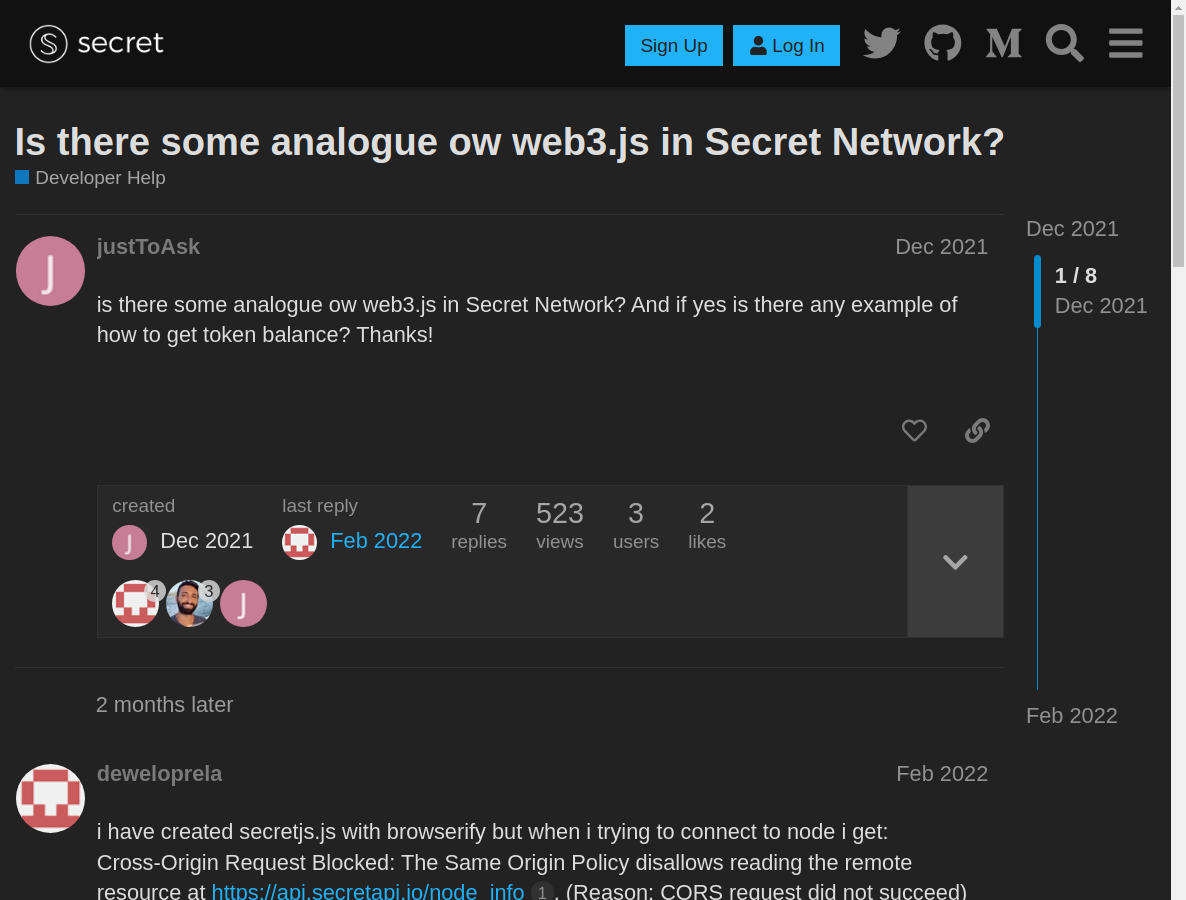 secret
Sign Up
Log In
Is there some analogue ow web3.js in Secret Network?
Developer Help
justToAsk
Dec 2021
is there some analogue ow web3.js in Secret Network? And if yes is there any example of
how to get token balance? Thanks!
created
J
Dec 2021
last reply
Feb 2022
7
replies
523
views
3
users
2
likes
4
3
J
2 months later
deweloprela
Feb 2022
i have created secretjs.js with browserify but when i trying to connect to node i get:
Cross-Origin Request Blocked: The Same Origin Policy disallows reading the remote
resource at https://api.secretapi.io/node_info 1 . (Reason: CORS request did not succeed)
Dec 2021
1 / 8
Dec 2021
Feb 2022